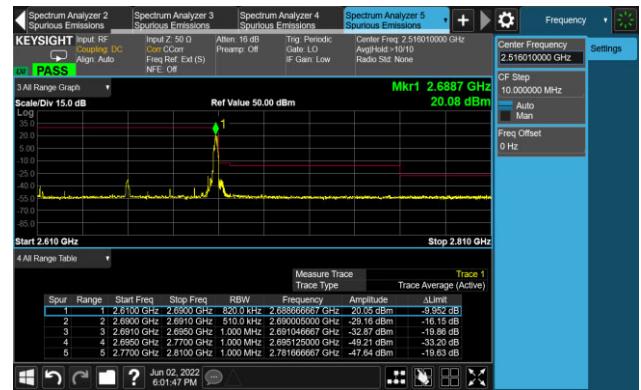 Spectrum Analyzer 2 Spectrum Analyzer 3 Spectrum Analyzer 4 Spectrum Analyzer 5 Frequency
Spurious Emissions Spurious Emissions Spurious Emissions Spurious Emissions
KEYSIGHT Input: RF Input Z: 50 Ω Atten: 16 dB Trig: Periodic Center Freq: 2.516010000 GHz
Coupling: DC Corr CCorr Preamp: Off Gate: LO Avg|Hold:>10/10
Align: Auto Freq Ref: Ext (S) IF Gain: Low Radio Std: None
PASS NFE: Off
Center Frequency Settings
2.516010000 GHz
CF Step
10.000000 MHz
Auto
Man
Freq Offset
0 Hz
3 All Range Graph Mkr1 2.6887 GHz
Scale/Div 15.0 dB Ref Value 50.00 dBm 20.08 dBm
Log
35.0
20.0
5.00
-10.0
-25.0
-40.0
-55.0
-70.0
-85.0
1
Start 2.610 GHz Stop 2.810 GHz
4 All Range Table
Measure Trace Trace 1
Trace Type Trace Average (Active)
Spur Range Start Freq Stop Freq RBW Frequency Amplitude ΔLimit
1 1 2.6100 GHz 2.6900 GHz 820.0 kHz 2.688666667 GHz 20.05 dBm -9.952 dB
2 2 2.6900 GHz 2.6910 GHz 510.0 kHz 2.690005000 GHz -29.16 dBm -16.15 dB
3 3 2.6910 GHz 2.6950 GHz 1.000 MHz 2.691046667 GHz -32.87 dBm -19.86 dB
4 4 2.6950 GHz 2.7700 GHz 1.000 MHz 2.695125000 GHz -49.21 dBm -33.20 dB
5 5 2.7700 GHz 2.8100 GHz 1.000 MHz 2.781666667 GHz -47.64 dBm -19.63 dB
Jun 02, 2022
6:01:47 PM